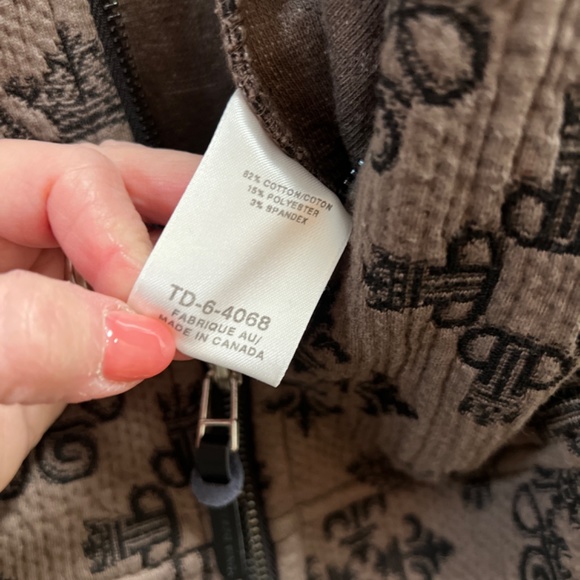 82% COTTON/COTON
15% POLYESTER
3% SPANDEX
TD-6-4068
FABRIQUE AU/
MADE IN CANADA